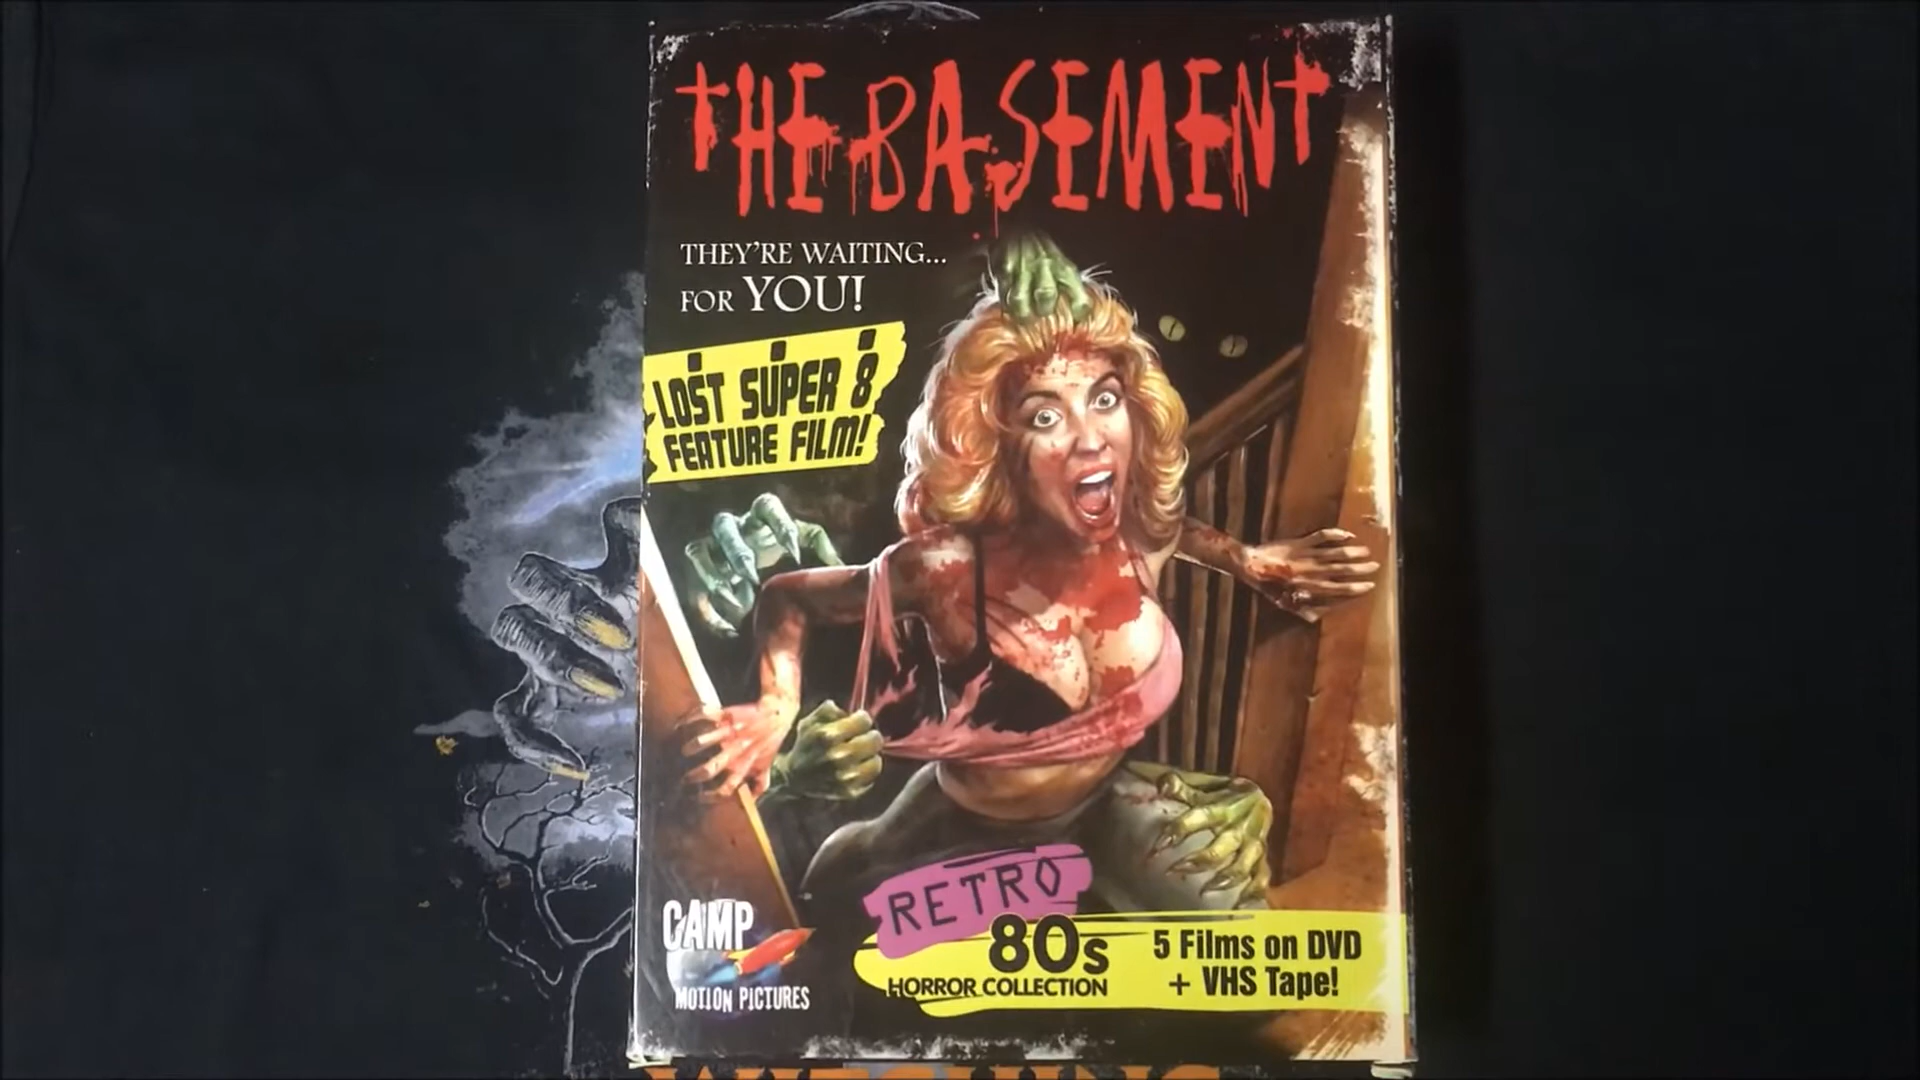 THE BASEMENT
THEY'RE WAITING...
FOR YOU!
LOST SUPER 8
FEATURE FILM!
RETRO
80s
HORROR COLLECTION
5 Films on DVD
+ VHS Tape!
CAMP
MOTION PICTURES